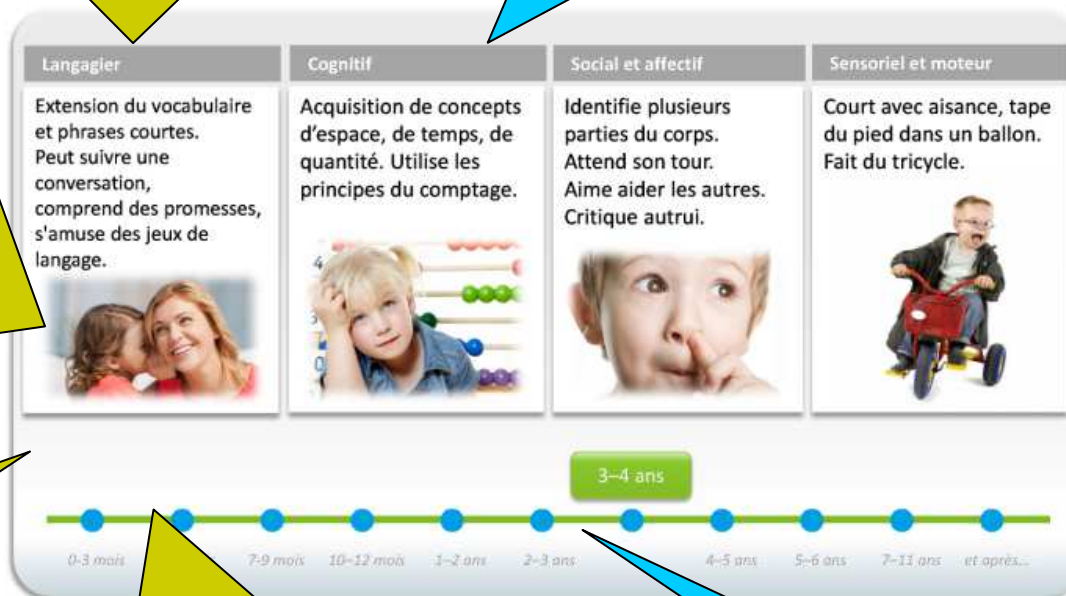 Langagier
Extension du vocabulaire
et phrases courtes.
Peut suivre une
conversation,
comprend des promesses,
s'amuse des jeux de
langage.
Cognitif
Acquisition de concepts
d'espace, de temps, de
quantité. Utilise les
principes du comptage.
Social et affectif
Identifie plusieurs
parties du corps.
Attend son tour.
Aime aider les autres.
Critique autrui.
Sensoriel et moteur
Court avec aisance, tape
du pied dans un ballon.
Fait du tricycle.
4
3–4 ans
0-3 mois
7-9 mois
10–12 mois
1–2 ans
2–3 ans
4–5 ans
5–6 ans
7–11 ans
et après...